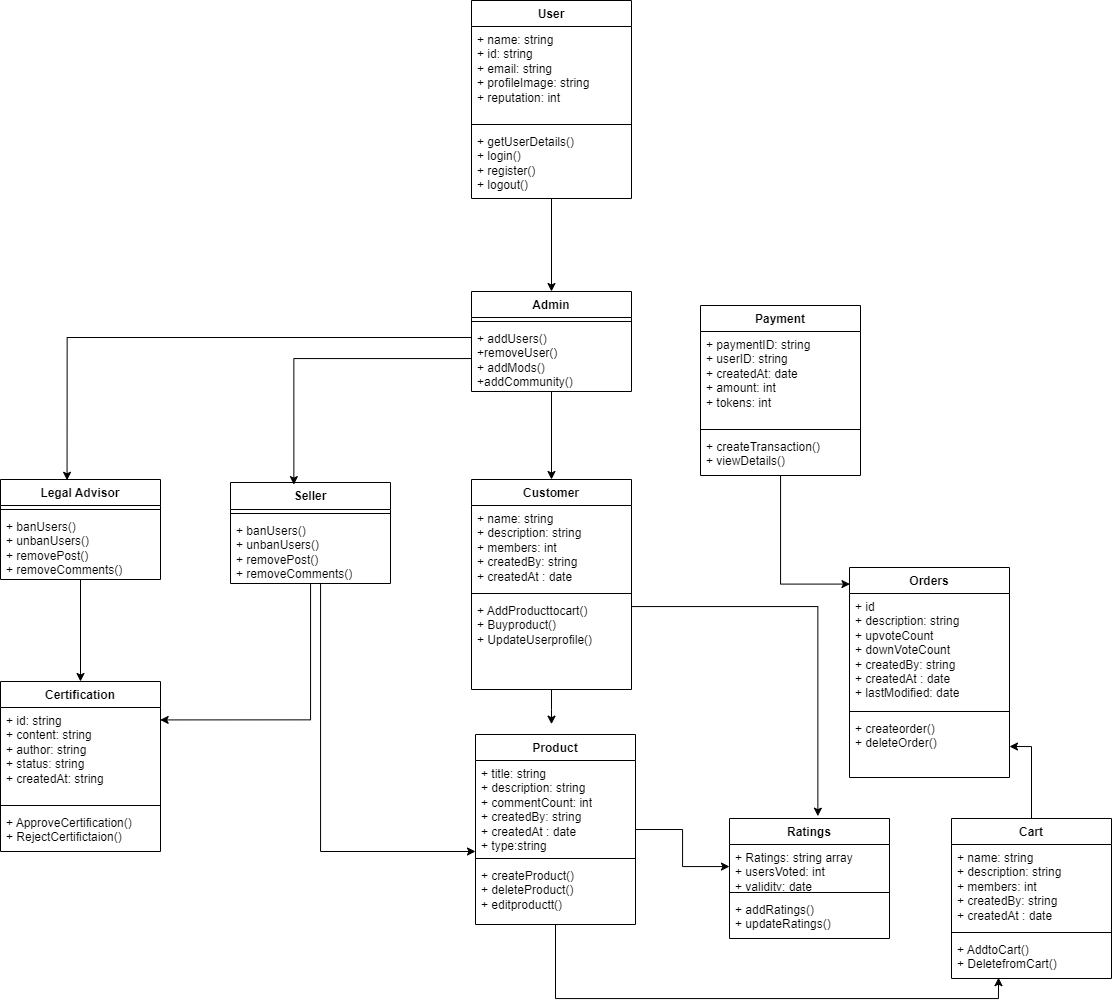 User
+ name: string
+ id: string
+ email: string
+ profileImage: string
+ reputation: int
+ getUserDetails()
+ login()
+ register()
+ logout()
Admin
+ addUsers()
+removeUser()
+ addMods()
+addCommunity()
Payment
+ paymentID: string
+ userID: string
+ createdAt: date
+ amount: int
+ tokens: int
+ createTransaction()
+ viewDetails()
Legal Advisor
+ banUsers()
+ unbanUsers()
+ removePost()
+ removeComments()
Seller
+ banUsers()
+ unbanUsers()
+ removePost()
+ removeComments()
Customer
+ name: string
+ description: string
+ members: int
+ createdBy: string
+ createdAt : date
+ AddProducttocart()
+ Buyproduct()
+ UpdateUserprofile()
Orders
+ id
+ description: string
+ upvoteCount
+ downVoteCount
+ createdBy: string
+ createdAt : date
+ lastModified: date
+ createorder()
+ deleteOrder()
Certification
+ id: string
+ content: string
+ author: string
+ status: string
+ createdAt: string
+ ApproveCertification()
+ RejectCertifictaion()
Product
+ title: string
+ description: string
+ commentCount: int
+ createdBy: string
+ createdAt : date
+ type:string
+ createProduct()
+ deleteProduct()
+ editproductt()
Ratings
+ Ratings: string array
+ usersVoted: int
+ validity: date
+ addRatings()
+ updateRatings()
Cart
+ name: string
+ description: string
+ members: int
+ createdBy: string
+ createdAt : date
+ AddtoCart()
+ DeletefromCart()